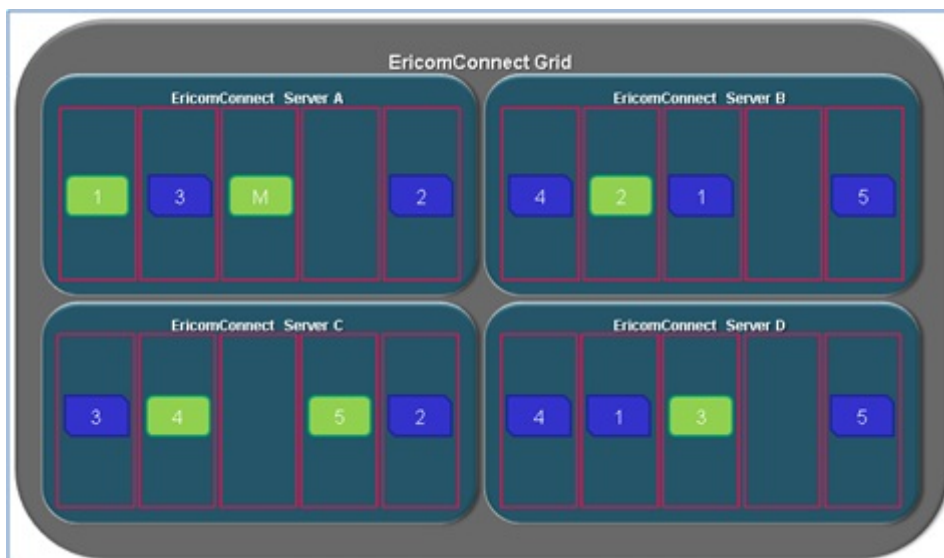 EricomConnect Grid
EricomConnect Server A
1 3 M 2
EricomConnect Server B
4 2 1 5
EricomConnect Server C
3 4 5 2
EricomConnect Server D
4 1 3 5